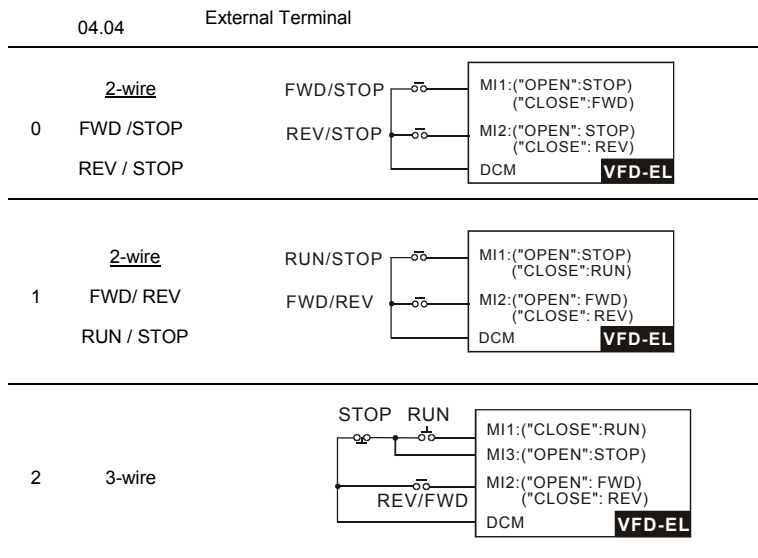 04.04 External Terminal
0
2-wire
FWD /STOP
REV / STOP
FWD/STOP
REV/STOP
MI1:("OPEN":STOP)
("CLOSE":FWD)
MI2:("OPEN": STOP)
("CLOSE": REV)
DCM
VFD-EL
1
2-wire
FWD/ REV
RUN / STOP
RUN/STOP
FWD/REV
MI1:("OPEN":STOP)
("CLOSE":RUN)
MI2:("OPEN": FWD)
("CLOSE": REV)
DCM
VFD-EL
2
3-wire
STOP RUN
REV/FWD
MI1:("CLOSE":RUN)
MI3:("OPEN":STOP)
MI2:("OPEN": FWD)
("CLOSE": REV)
DCM
VFD-EL